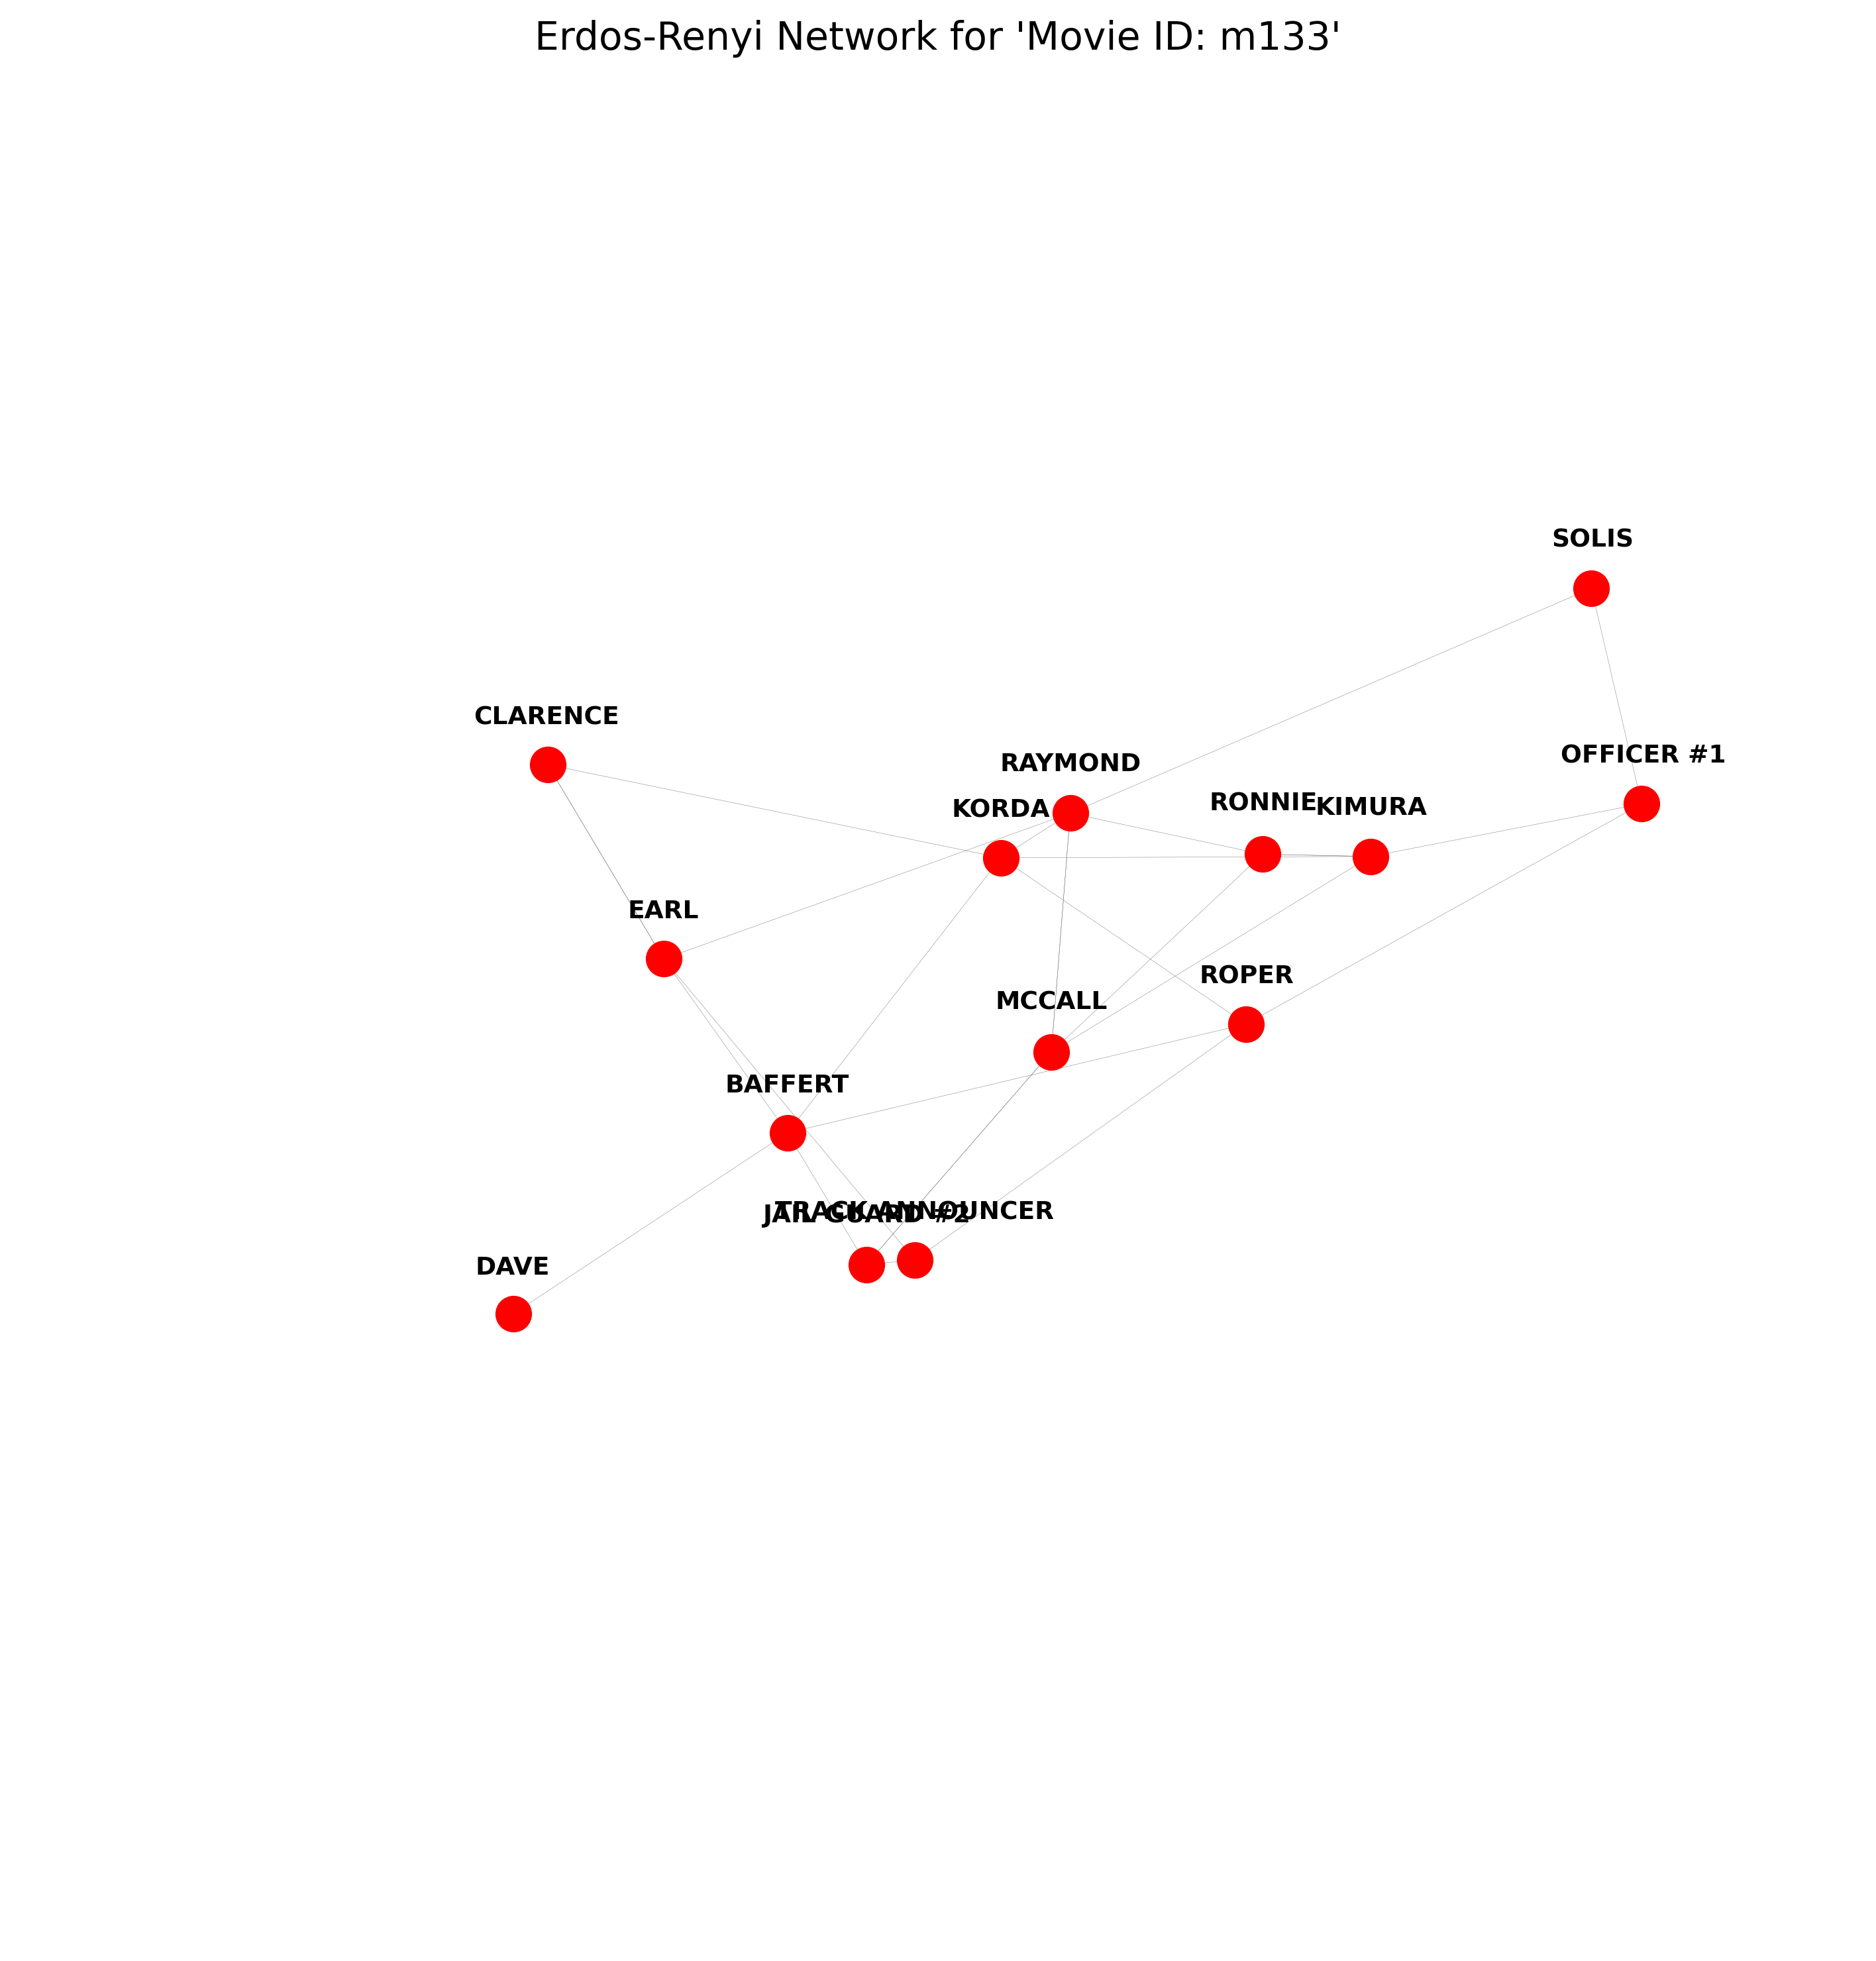 Erdos-Renyi Network for 'Movie ID: m133'
SOLIS
CLARENCE
OFFICER #1
RAYMOND
RONNIE
KIMURA
KORDA
EARL
ROPER
MCCALL
BAFFERT
TRACK ANNOUNCER
JAIL GUARD #2
DAVE